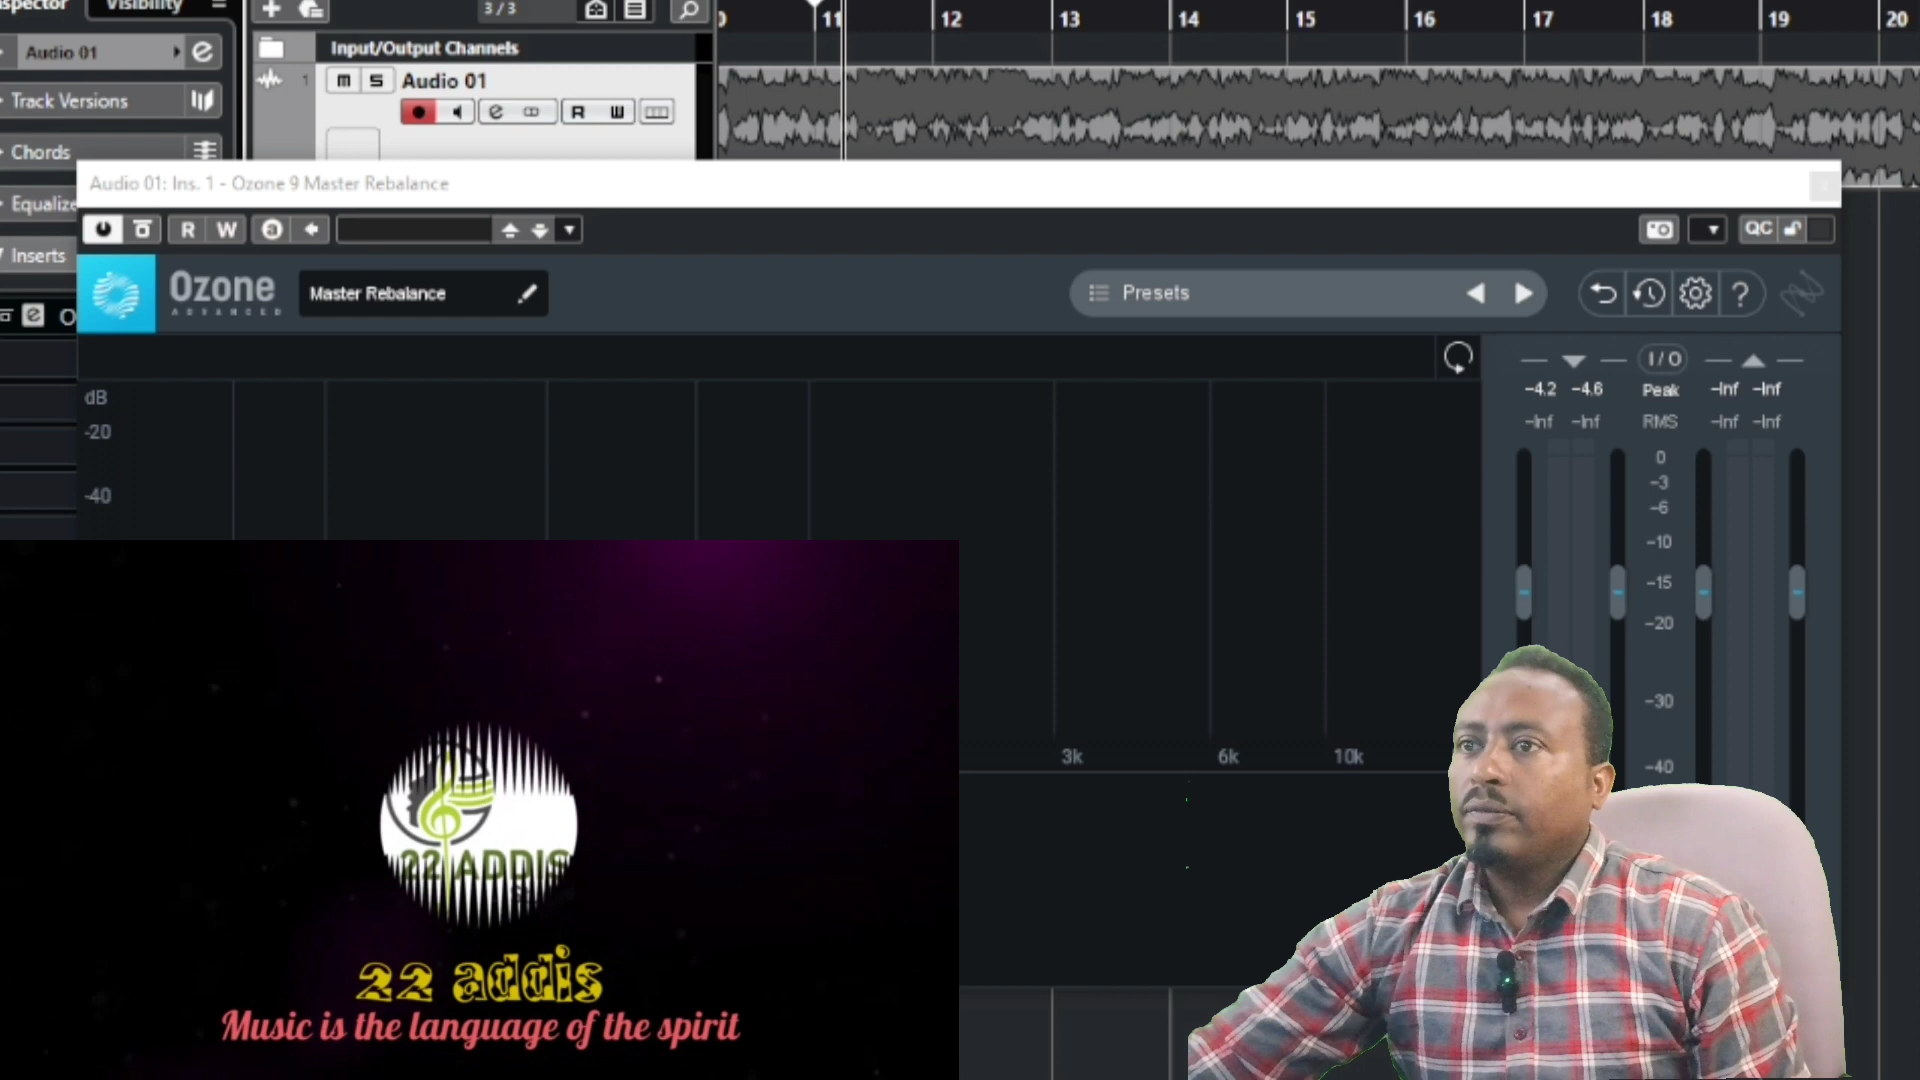 Visibility
3/3
11
12
13
14
15
16
17
18
19
20
Audio 01
Input/Output Channels
1
m S Audio 01
R W
Track Versions
Chords
Audio 01: Ins. 1 - Ozone 9 Master Rebalance
Inserts
R W
QC
Ozone
ADVANCED
Master Rebalance
Presets
?
I/O
-4.2 -4.6 Peak -Inf -Inf
-Inf -Inf RMS -Inf -Inf
dB
-20
-40
0
-3
-6
-10
-15
-20
-30
-40
3k
6k
10k
22 ADDIS
22 addis
Music is the language of the spirit